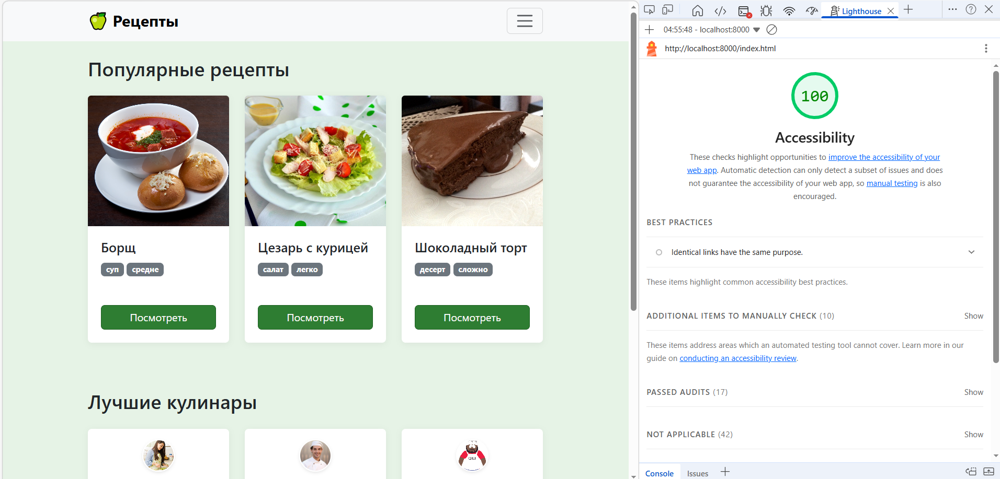 Рецепты
Популярные рецепты
Борщ
суп средне
Посмотреть
Цезарь с курицей
салат легко
Посмотреть
Шоколадный торт
десерт сложно
Посмотреть
Лучшие кулинары
CHEF
Lighthouse
04:55:48 - localhost:8000
http://localhost:8000/index.html
100
Accessibility
These checks highlight opportunities to improve the accessibility of your
web app. Automatic detection can only detect a subset of issues and does
not guarantee the accessibility of your web app, so manual testing is also
encouraged.
BEST PRACTICES
Identical links have the same purpose.
These items highlight common accessibility best practices.
ADDITIONAL ITEMS TO MANUALLY CHECK (10) Show
These items address areas which an automated testing tool cannot cover. Learn more in our
guide on conducting an accessibility review.
PASSED AUDITS (17) Show
NOT APPLICABLE (42) Show
Console Issues